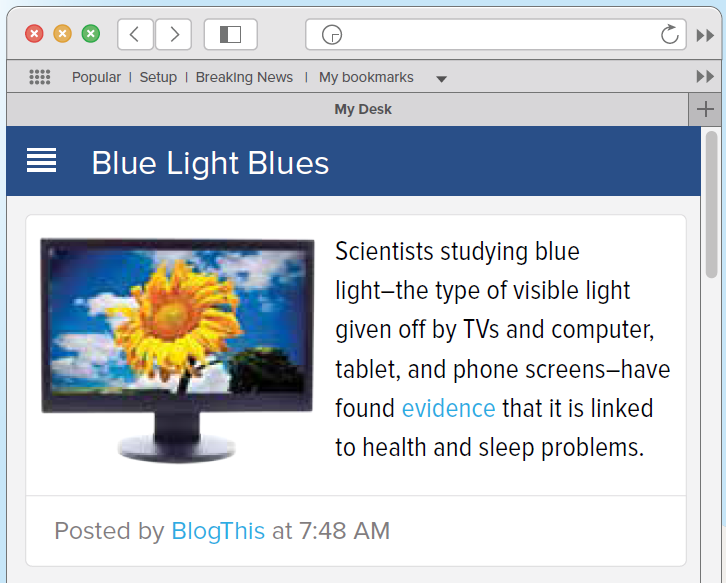 Popular | Setup | Breaking News | My bookmarks
My Desk
Blue Light Blues
Scientists studying blue
light–the type of visible light
given off by TVs and computer,
tablet, and phone screens–have
found evidence that it is linked
to health and sleep problems.
Posted by BlogThis at 7:48 AM